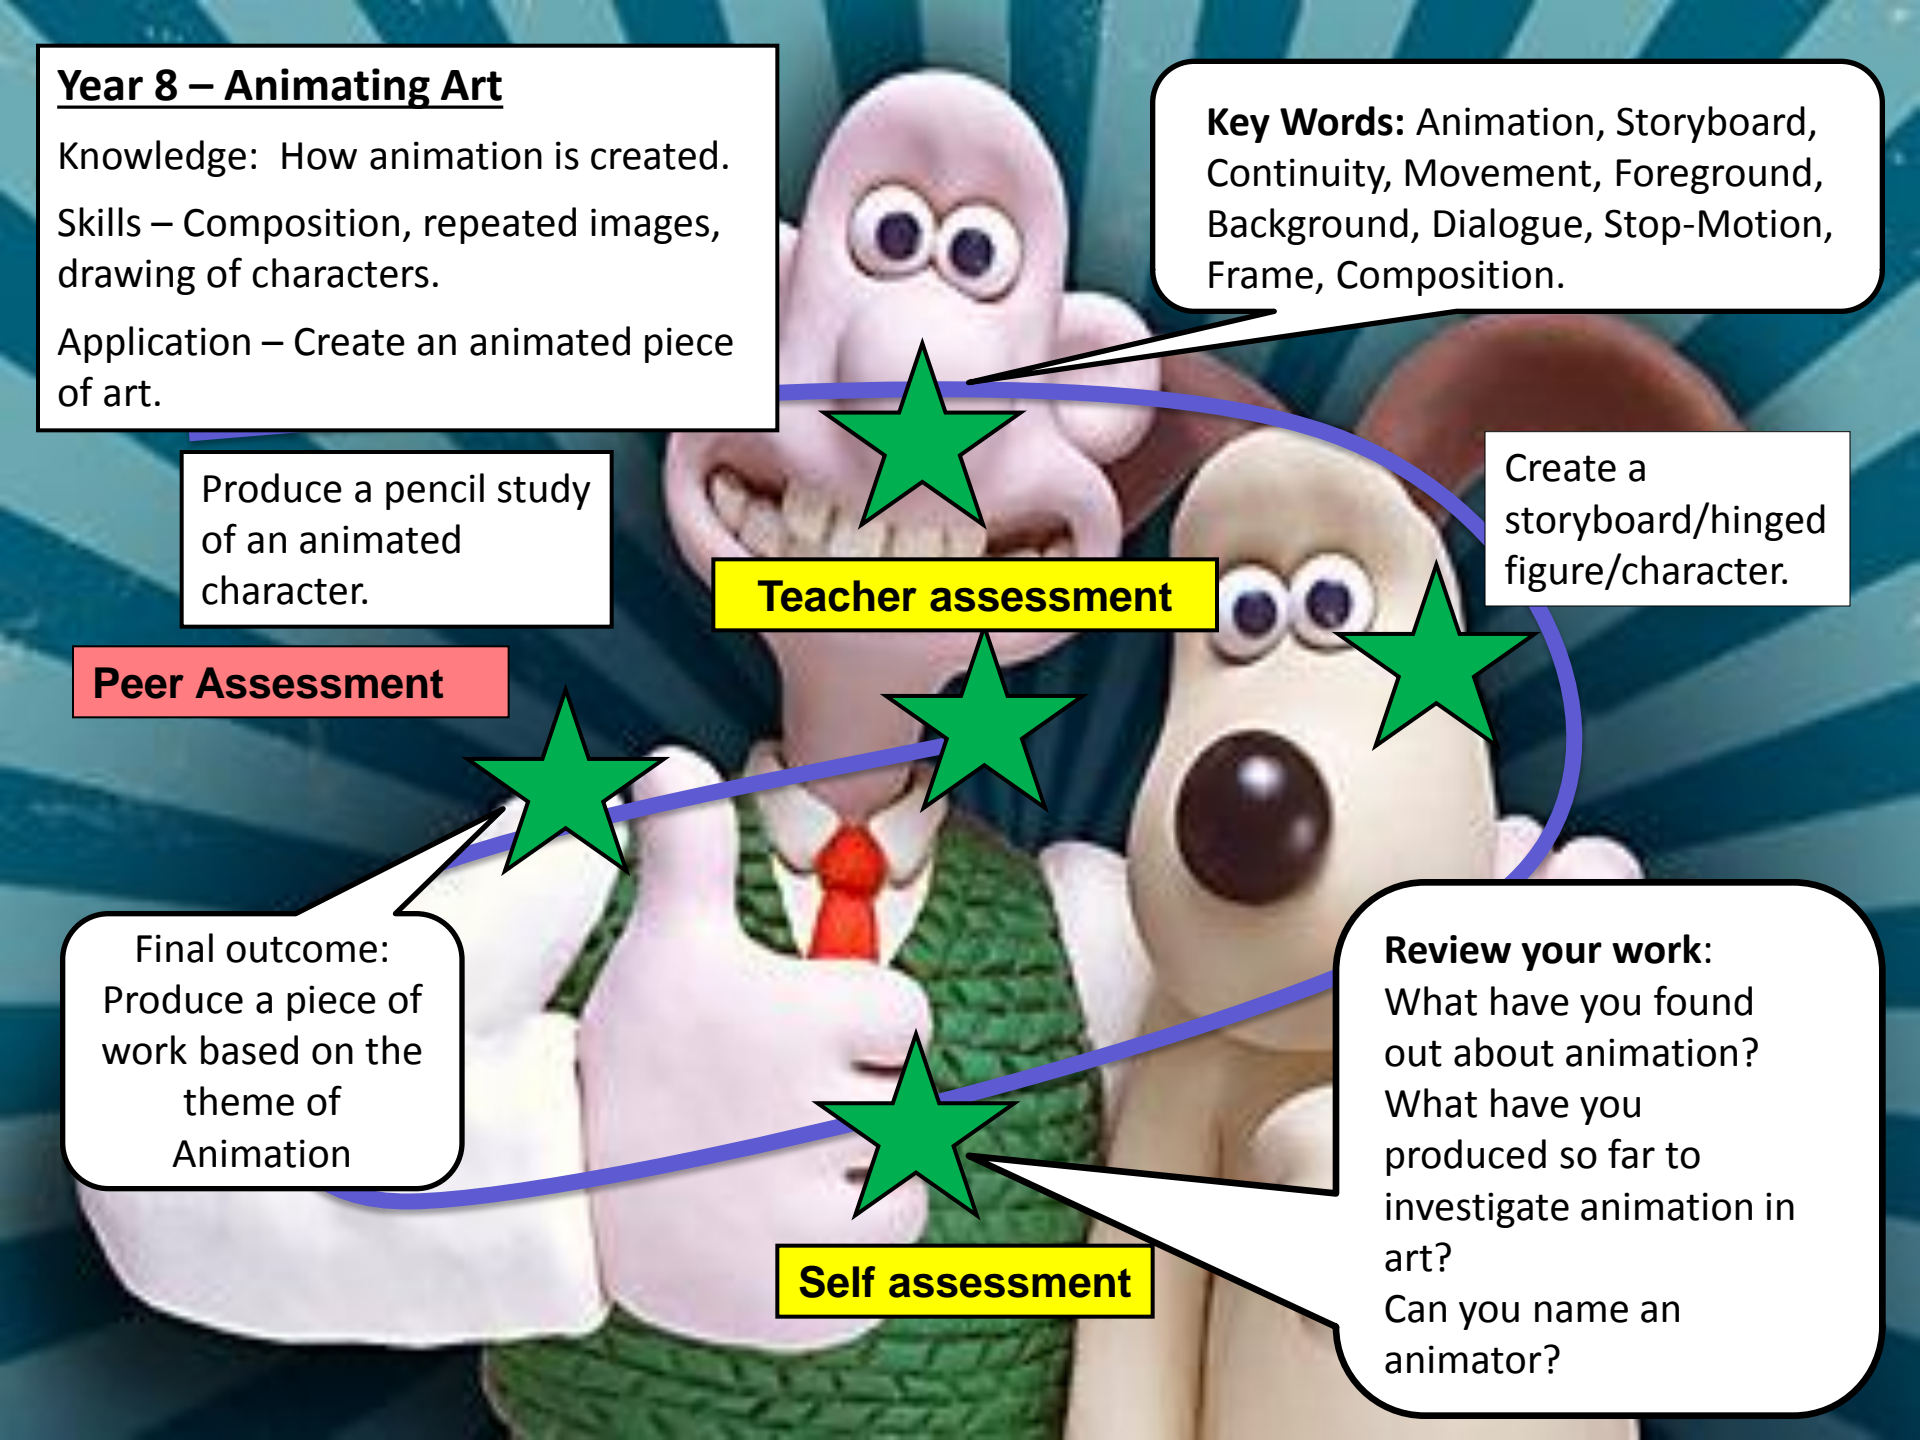 Year 8 – Animating Art
Knowledge:  How animation is created.
Skills – Composition, repeated images,
drawing of characters.
Application – Create an animated piece
of art.
Key Words: Animation, Storyboard,
Continuity, Movement, Foreground,
Background, Dialogue, Stop-Motion,
Frame, Composition.
Produce a pencil study
of an animated
character.
Create a
storyboard/hinged
figure/character.
Teacher assessment
Peer Assessment
Final outcome:
Produce a piece of
work based on the
theme of
Animation
Review your work:
What have you found
out about animation?
What have you
produced so far to
investigate animation in
art?
Can you name an
animator?
Self assessment